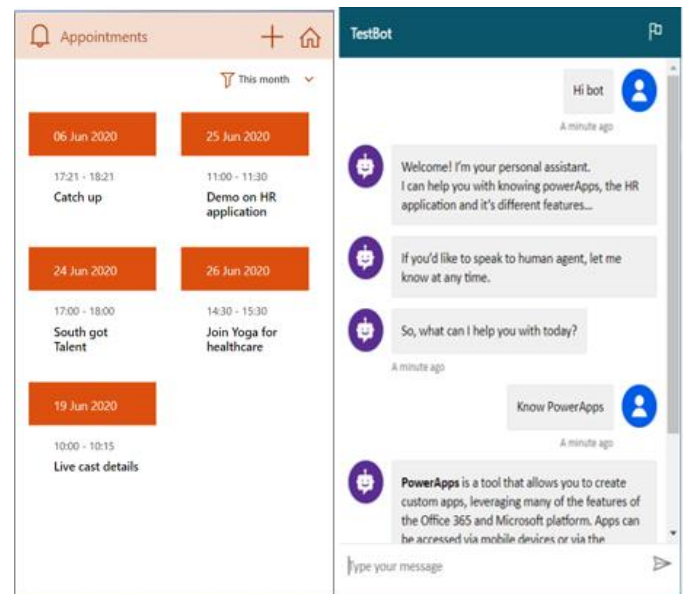 Appointments
This month
06 Jun 2020
25 Jun 2020
17:21 - 18:21
11:00 - 11:30
Catch up
Demo on HR
application
24 Jun 2020
26 Jun 2020
17:00 - 18:00
14:30 - 15:30
South got
Talent
Join Yoga for
healthcare
19 Jun 2020
10:00 - 10:15
Live cast details
TestBot
Hi bot
A minute ago
Welcome! I'm your personal assistant.
I can help you with knowing powerApps, the HR
application and it's different features...
If you'd like to speak to human agent, let me
know at any time.
So, what can I help you with today?
A minute ago
Know PowerApps
A minute ago
PowerApps is a tool that allows you to create
custom apps, leveraging many of the features of
the Office 365 and Microsoft platform. Apps can
be accessed via mobile devices or via the
Type your message